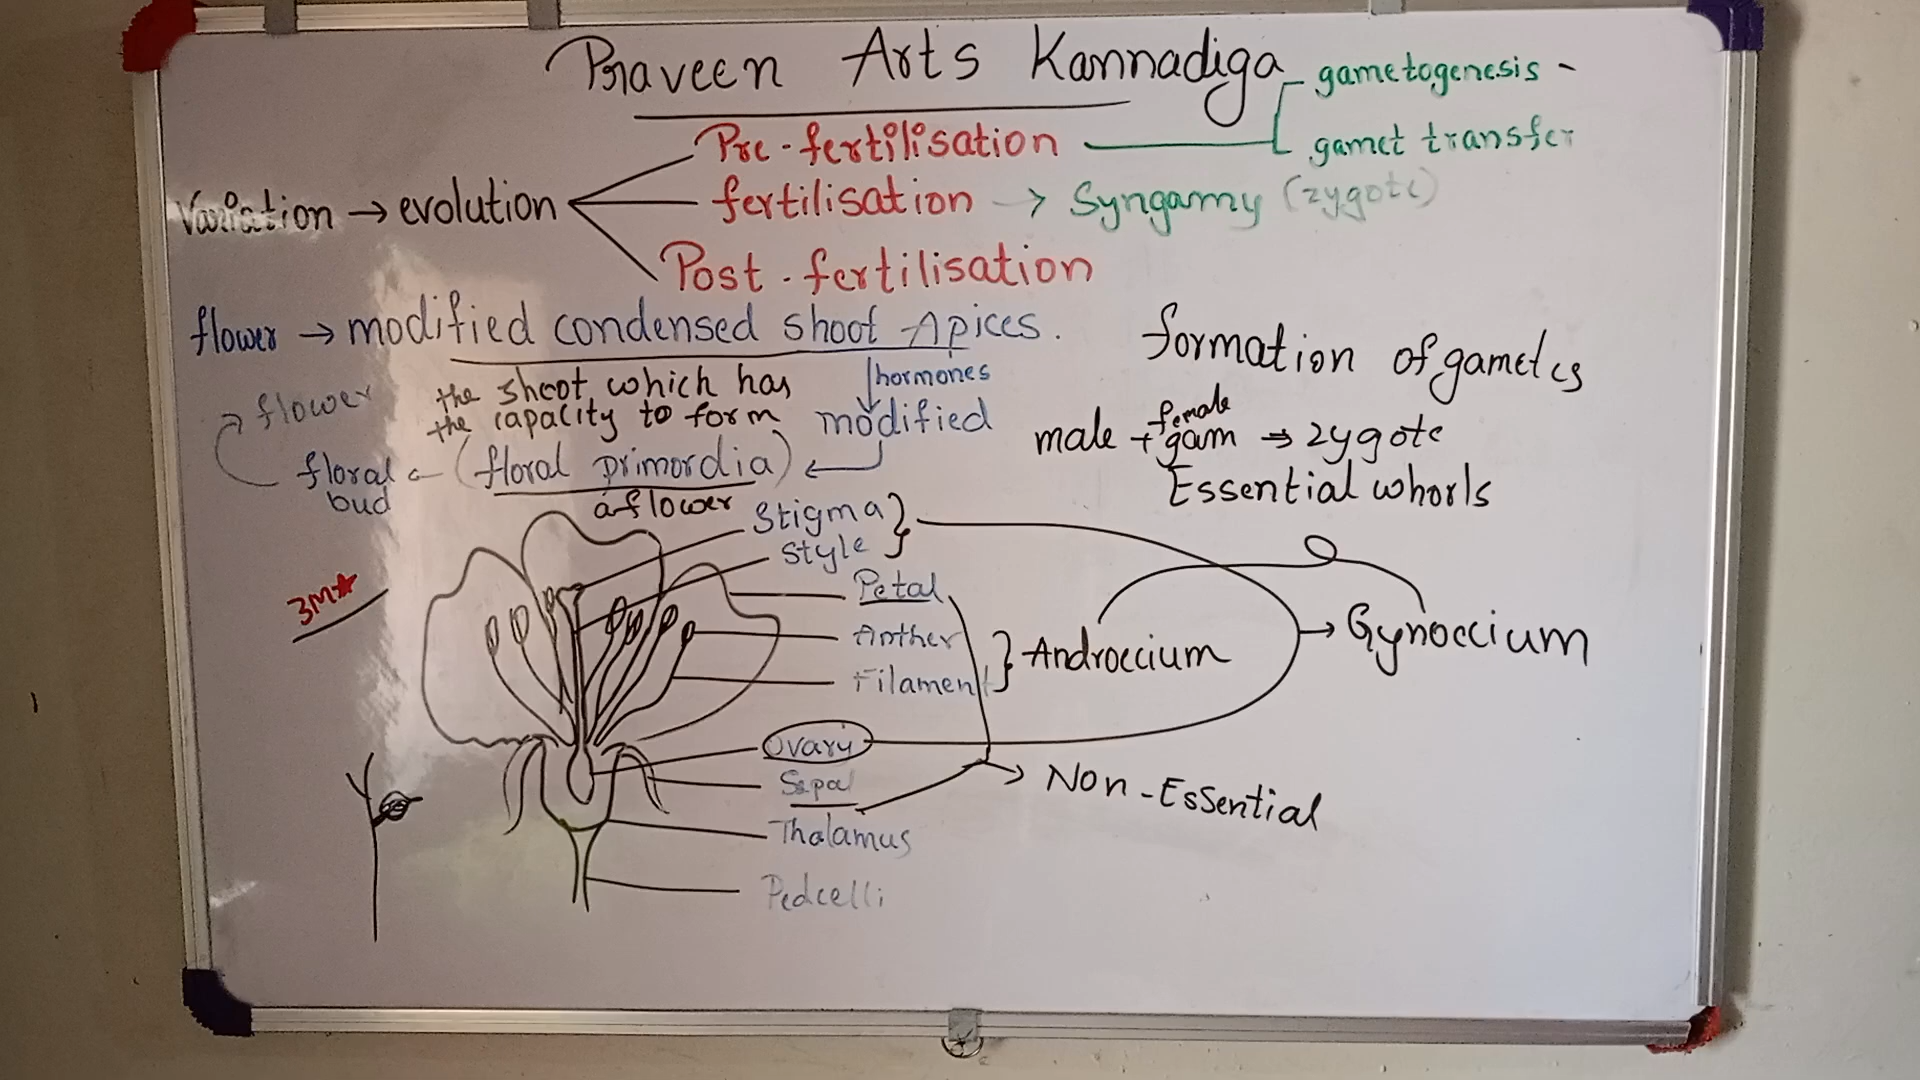 Praveen Arts Kannadiga
gametogenesis -
Pre-fertilisation
gamet transfer
Variation → evolution
fertilisation → Syngamy (zygote)
Post-fertilisation
flower → modified condensed shoot Apices.
formation of gametes
the shoot which has
hormones
flower
the capacity to form
modified
male + female gam → zygote
floral bud ← (floral primordia) ←
a flower
Essential whorls
Stigma }
Style }
Petal
3M★
Anther
} Androecium
→ Gynoecium
Filament
Ovary
Sepal
→ Non-Essential
Thalamus
Pedcelli